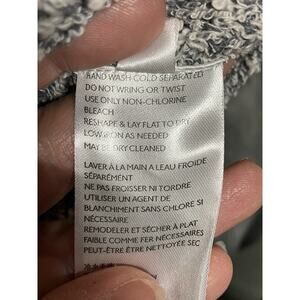 HAND WASH COLD SEPARATELY
DO NOT WRING OR TWIST
USE ONLY NON-CHLORINE
BLEACH
RESHAPE & LAY FLAT TO DRY
LOW IRON AS NEEDED
MAY BE DRY CLEANED
LAVER À LA MAIN A LEAU FROIDE
SÉPARÉMENT
NE PAS FROISSER NI TORDRE
UTILISER UN AGENT DE
BLANCHIMENT SANS CHLORE SI
NÉCESSAIRE
REMODELER ET SÉCHER À PLAT
FAIBLE COMME FER NÉCESSAIRES
PEUT-ÊTRE ÊTRE NETTOYÉE SEC